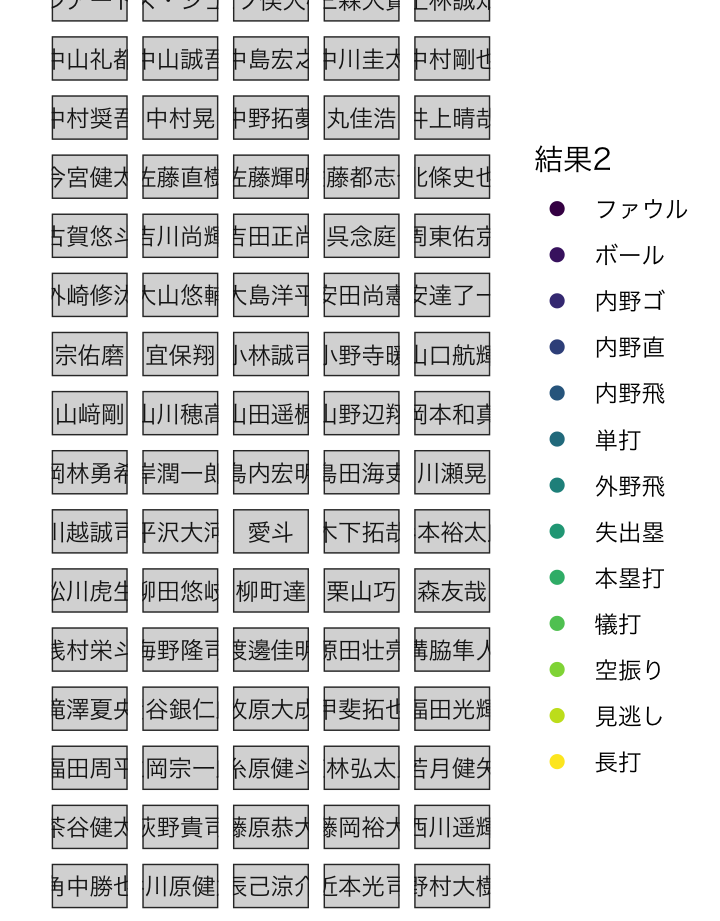 中山礼都 中山誠吾 中島宏之 中川圭太 中村剛也
中村奨吾 中村晃 中野拓夢 丸佳浩 井上晴哉
今宮健太 佐藤直樹 佐藤輝明 藤都志 北條史也
古賀悠斗 吉川尚輝 吉田正尚 呉念庭 周東佑京
外崎修汰 大山悠輔 大島洋平 安田尚憲 安達了一
宗佑磨 宜保翔 小林誠司 小野寺暖 山口航輝
山﨑剛 山川穂高 山田遥楓 山野辺翔 岡本和真
岡林勇希 岸潤一郎 島内宏明 島田海吏 川瀬晃
川越誠司 平沢大河 愛斗 木下拓哉 本裕太
松川虎生 柳田悠岐 柳町達 栗山巧 森友哉
浅村栄斗 海野隆司 渡邊佳明 源田壮亮 溝脇隼人
滝澤夏央 谷銀仁 牧原大成 甲斐拓也 福田光輝
福田周平 岡宗一 糸原健斗 林弘太 若月健矢
茶谷健太 荻野貴司 藤原恭大 藤岡裕大 西川遥輝
角中勝也 川原健 辰己涼介 近本光司 野村大樹
結果2
ファウル
ボール
内野ゴ
内野直
内野飛
単打
外野飛
失出塁
本塁打
犠打
空振り
見逃し
長打